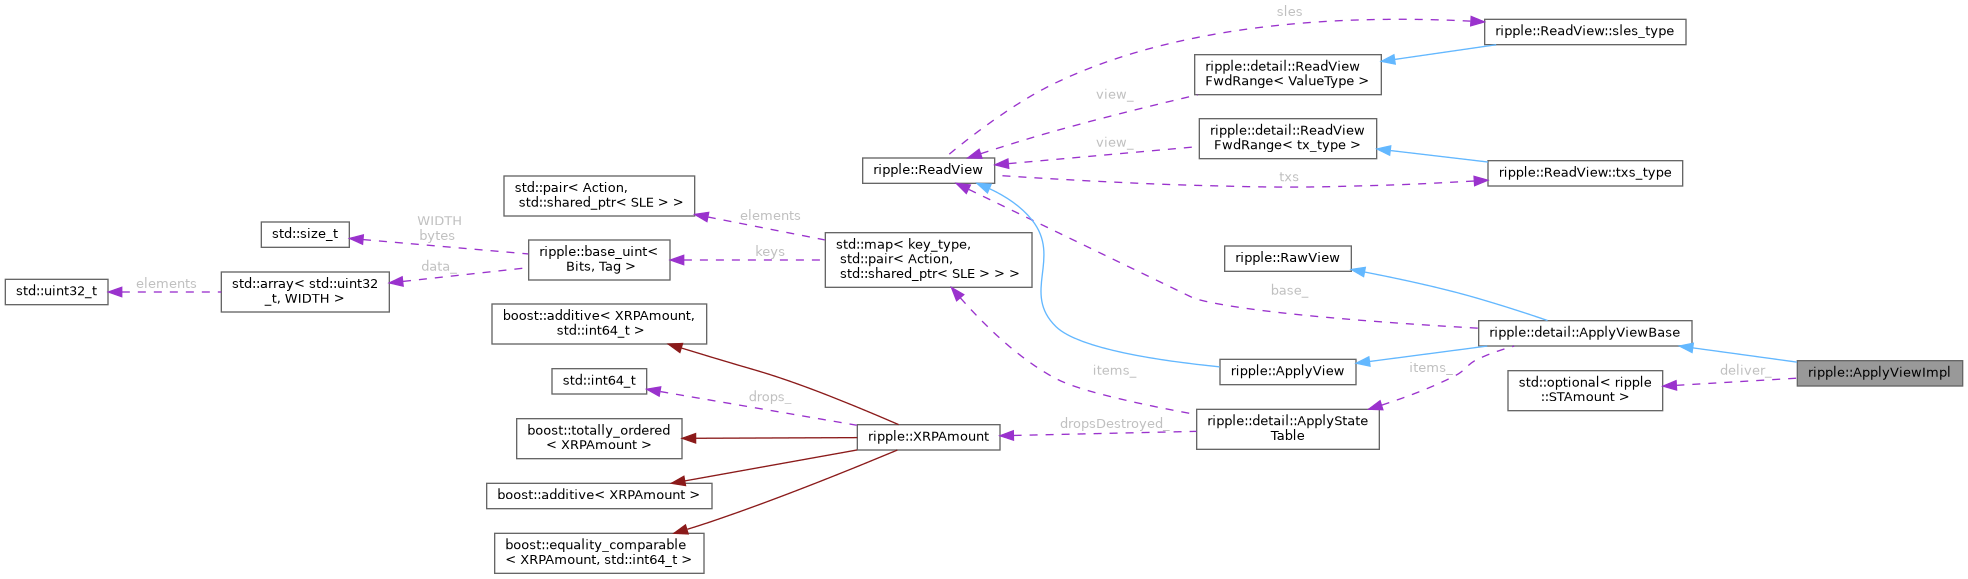 sles
ripple::ReadView::sles_type
ripple::detail::ReadView
FwdRange< ValueType >
view_
ripple::detail::ReadView
FwdRange< tx_type >
view_
ripple::ReadView
ripple::ReadView::txs_type
txs
std::pair< Action,
std::shared_ptr< SLE > >
elements
WIDTH
bytes
std::size_t
ripple::base_uint<
Bits, Tag >
keys
std::map< key_type,
std::pair< Action,
std::shared_ptr< SLE > > >
ripple::RawView
data_
std::uint32_t
elements
std::array< std::uint32
_t, WIDTH >
base_
boost::additive< XRPAmount,
std::int64_t >
ripple::detail::ApplyViewBase
std::int64_t
drops_
items_
ripple::ApplyView
items_
std::optional< ripple
::STAmount >
deliver_
ripple::ApplyViewImpl
boost::totally_ordered
< XRPAmount >
ripple::XRPAmount
dropsDestroyed_
ripple::detail::ApplyState
Table
boost::additive< XRPAmount >
boost::equality_comparable
< XRPAmount, std::int64_t >